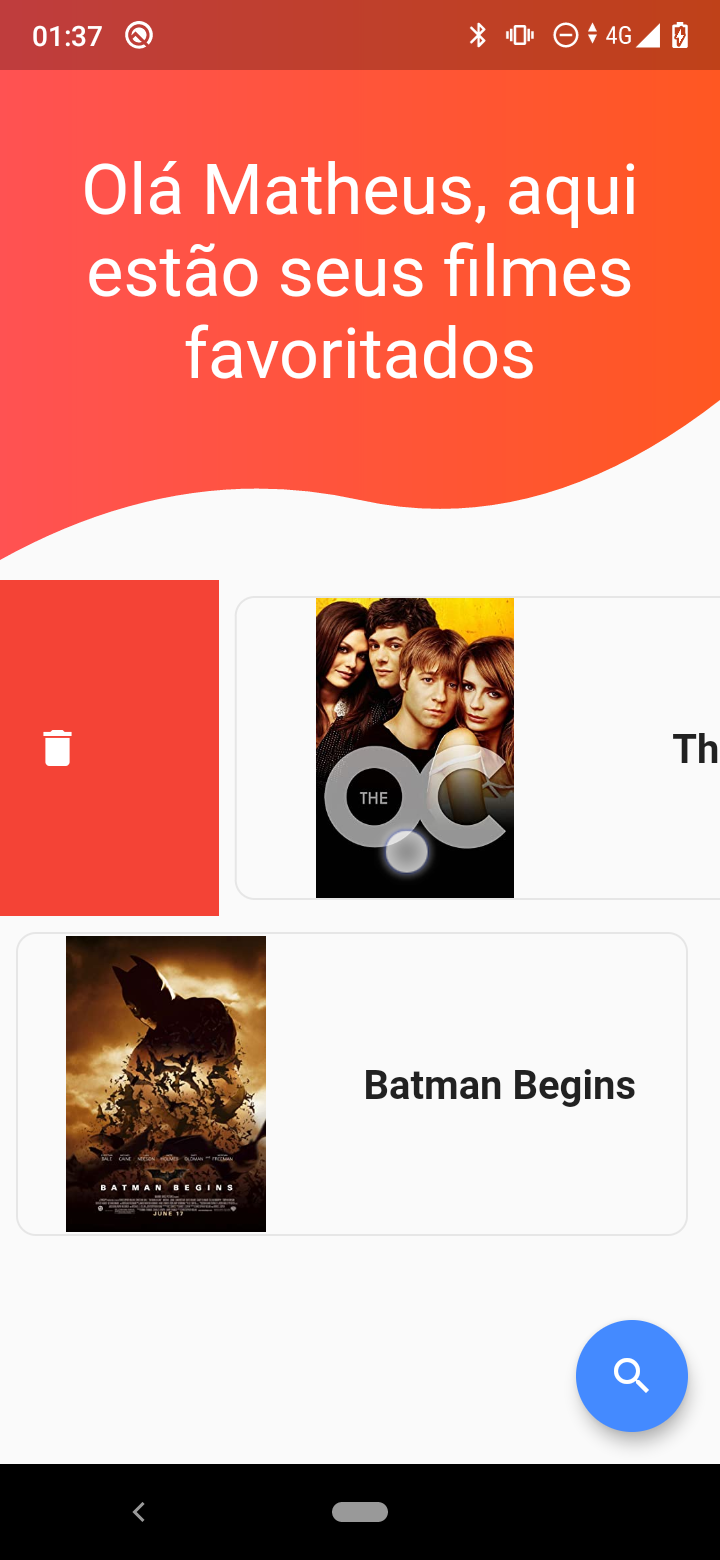 01:37
4G
Olá Matheus, aqui
estão seus filmes
favoritados
THE
OC
Th
Batman Begins
BATMAN BEGINS
JUNE 17